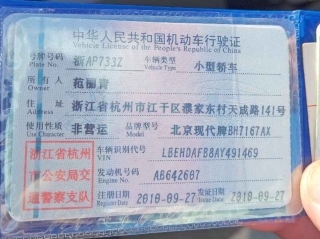 中华人民共和国机动车行驶证
Vehicle License of the People's Republic of China
号牌号码 浙AP733Z 车辆类型 小型轿车
Plate No. Vehicle Type
所有人 范丽青
Owner
住址 浙江省杭州市江干区濮家东村天成路141号
Address
使用性质 非营运 品牌型号 北京现代牌BH7167AX
Use Character Model
浙江省杭州 车辆识别代号 LBEHDAFB8AY491469
VIN
市公安局交 发动机号码 AB642607
Engine No.
通警察支队 注册日期 2010-09-27 发证日期 2010-09-27
Register Date Issue Date